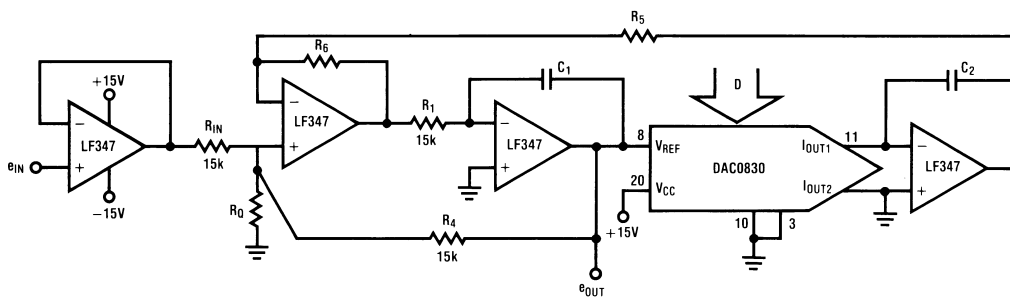 R5
R6
C1
C2
+15V
D
−
LF347
+
eIN
−15V
RIN
15k
−
LF347
+
R1
15k
−
LF347
+
8
VREF
DAC0830
IOUT1
11
20
VCC
IOUT2
−
LF347
+
RQ
R4
15k
+15V
10
3
eOUT